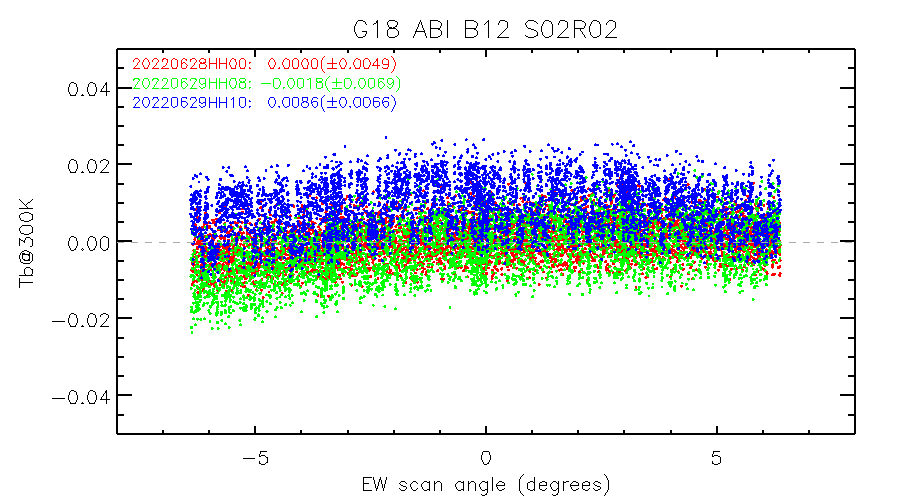 G18 ABI B12 S02R02
20220628HH00: 0.0000(±0.0049)
20220629HH08: −0.0018(±0.0069)
20220629HH10: 0.0086(±0.0066)
0.04
0.02
0.00
−0.02
−0.04
Tb@300K
−5 0 5
EW scan angle (degrees)